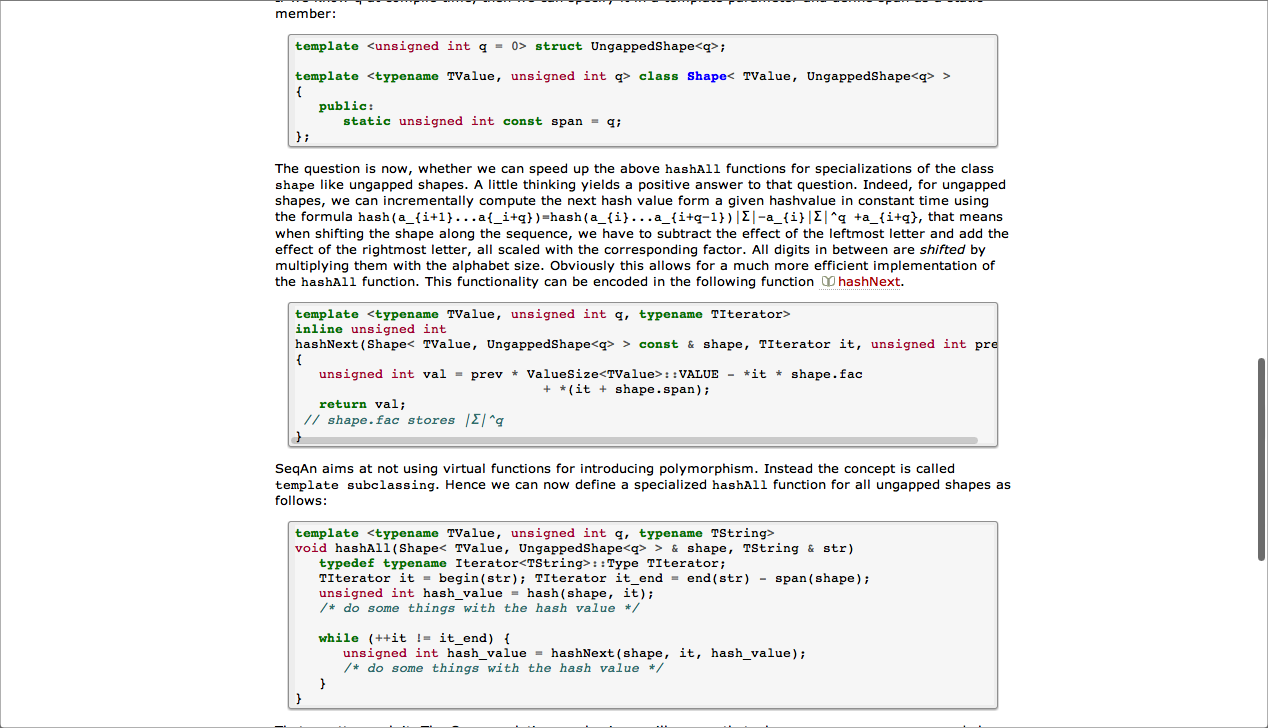 member:
template <unsigned int q = 0> struct UngappedShape<q>;
template <typename TValue, unsigned int q> class Shape< TValue, UngappedShape<q> >
{
public:
static unsigned int const span = q;
};
The question is now, whether we can speed up the above hashAll functions for specializations of the class
shape like ungapped shapes. A little thinking yields a positive answer to that question. Indeed, for ungapped
shapes, we can incrementally compute the next hash value form a given hashvalue in constant time using
the formula hash(a_{i+1}...a{_i+q})=hash(a_{i}...a_{i+q-1})|Σ|-a_{i}|Σ|^q +a_{i+q}, that means
when shifting the shape along the sequence, we have to subtract the effect of the leftmost letter and add the
effect of the rightmost letter, all scaled with the corresponding factor. All digits in between are shifted by
multiplying them with the alphabet size. Obviously this allows for a much more efficient implementation of
the hashAll function. This functionality can be encoded in the following function hashNext.
template <typename TValue, unsigned int q, typename TIterator>
inline unsigned int
hashNext(Shape< TValue, UngappedShape<q> > const & shape, TIterator it, unsigned int pre
{
unsigned int val = prev * ValueSize<TValue>::VALUE - *it * shape.fac
+ *(it + shape.span);
return val;
// shape.fac stores |Σ|^q
}
SeqAn aims at not using virtual functions for introducing polymorphism. Instead the concept is called
template subclassing. Hence we can now define a specialized hashAll function for all ungapped shapes as
follows:
template <typename TValue, unsigned int q, typename TString>
void hashAll(Shape< TValue, UngappedShape<q> > & shape, TString & str)
typedef typename Iterator<TString>::Type TIterator;
TIterator it = begin(str); TIterator it_end = end(str) - span(shape);
unsigned int hash_value = hash(shape, it);
/* do some things with the hash value */
while (++it != it_end) {
unsigned int hash_value = hashNext(shape, it, hash_value);
/* do some things with the hash value */
}
}